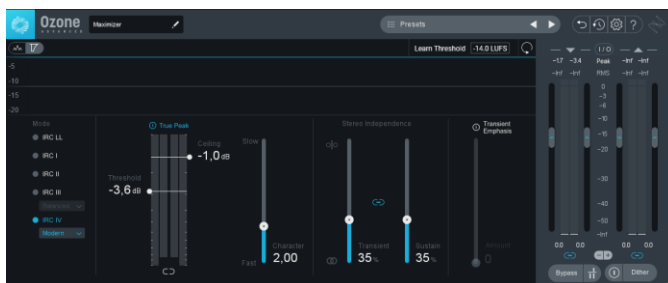 Ozone
ADVANCED
Maximizer
Presets
Learn Threshold -14.0 LUFS
I/O
-1.7 -3.4 Peak -Inf -Inf
-Inf -Inf RMS -Inf -Inf
-5
-10
-15
-20
0
-3
-6
-10
-15
-20
-30
-40
-50
-Inf
0.0 0.0 0.0 0.0
Bypass
Dither
Mode
IRC LL
IRC I
IRC II
IRC III
Balanced
IRC IV
Modern
True Peak
Threshold
-3,6 dB
Ceiling
-1,0 dB
Slow
Fast
Character
2,00
Stereo Independence
Transient
35%
Sustain
35%
Transient
Emphasis
Amount
0